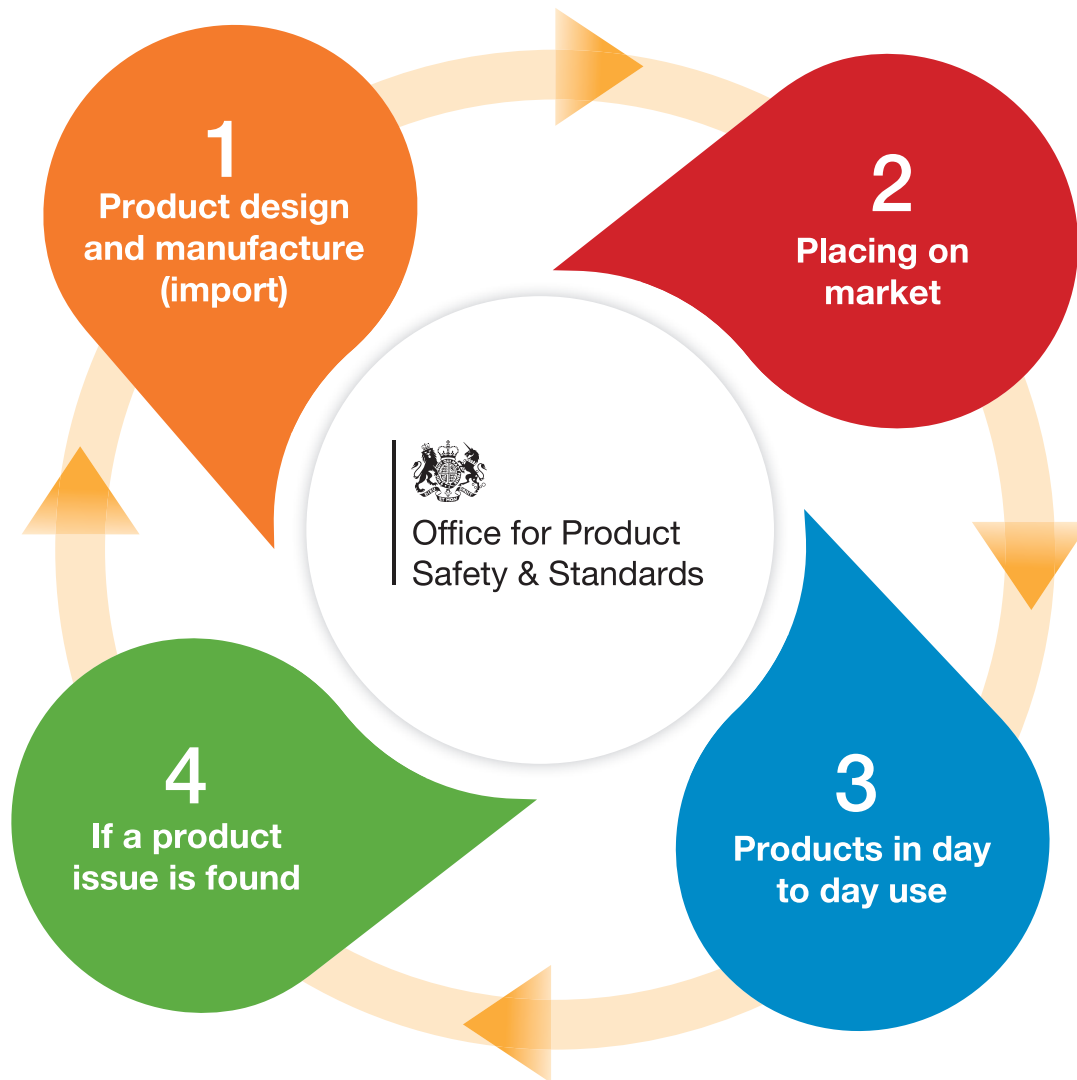 1
Product design
and manufacture
(import)
2
Placing on
market
Office for Product
Safety & Standards
4
If a product
issue is found
3
Products in day
to day use